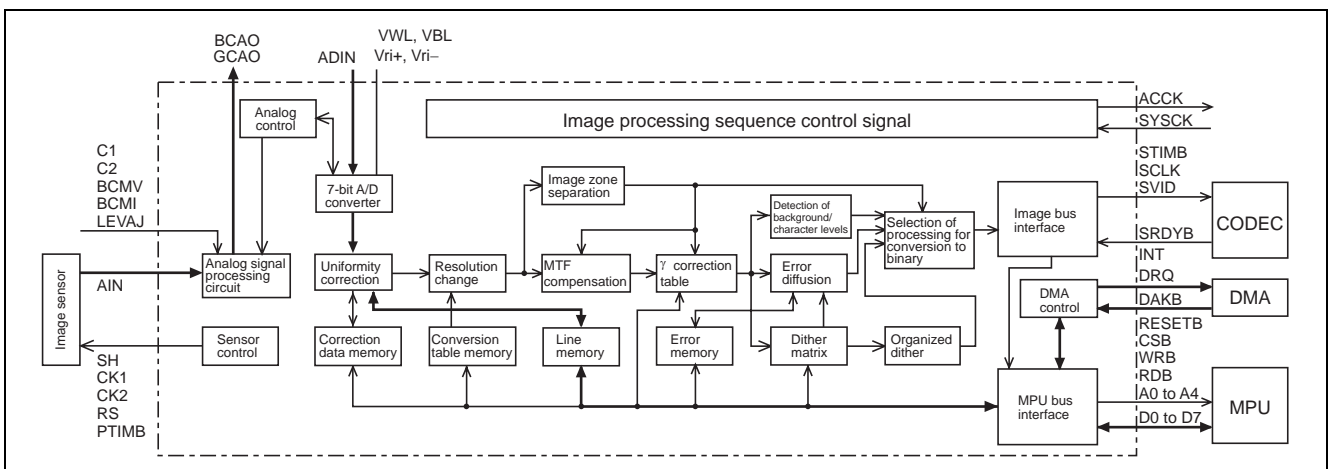 BCAO
GCAO
ADIN
VWL, VBL
Vri+, Vri–
Analog
control
Image processing sequence control signal
ACCK
SYSCK
C1
C2
BCMV
BCMI
LEVAJ
7-bit A/D
converter
Image zone
separation
Detection of
background/
character levels
Selection of
processing for
conversion to
binary
Image bus
interface
STIMB
SCLK
SVID
SRDYB
INT
CODEC
Image sensor
AIN
Analog signal
processing
circuit
Uniformity
correction
Resolution
change
MTF
compensation
γ correction
table
Error
diffusion
DMA
control
DRQ
DAKB
DMA
Sensor
control
Correction
data memory
Conversion
table memory
Line
memory
Error
memory
Dither
matrix
Organized
dither
SH
CK1
CK2
RS
PTIMB
MPU bus
interface
RESETB
CSB
WRB
RDB
A0 to A4
D0 to D7
MPU